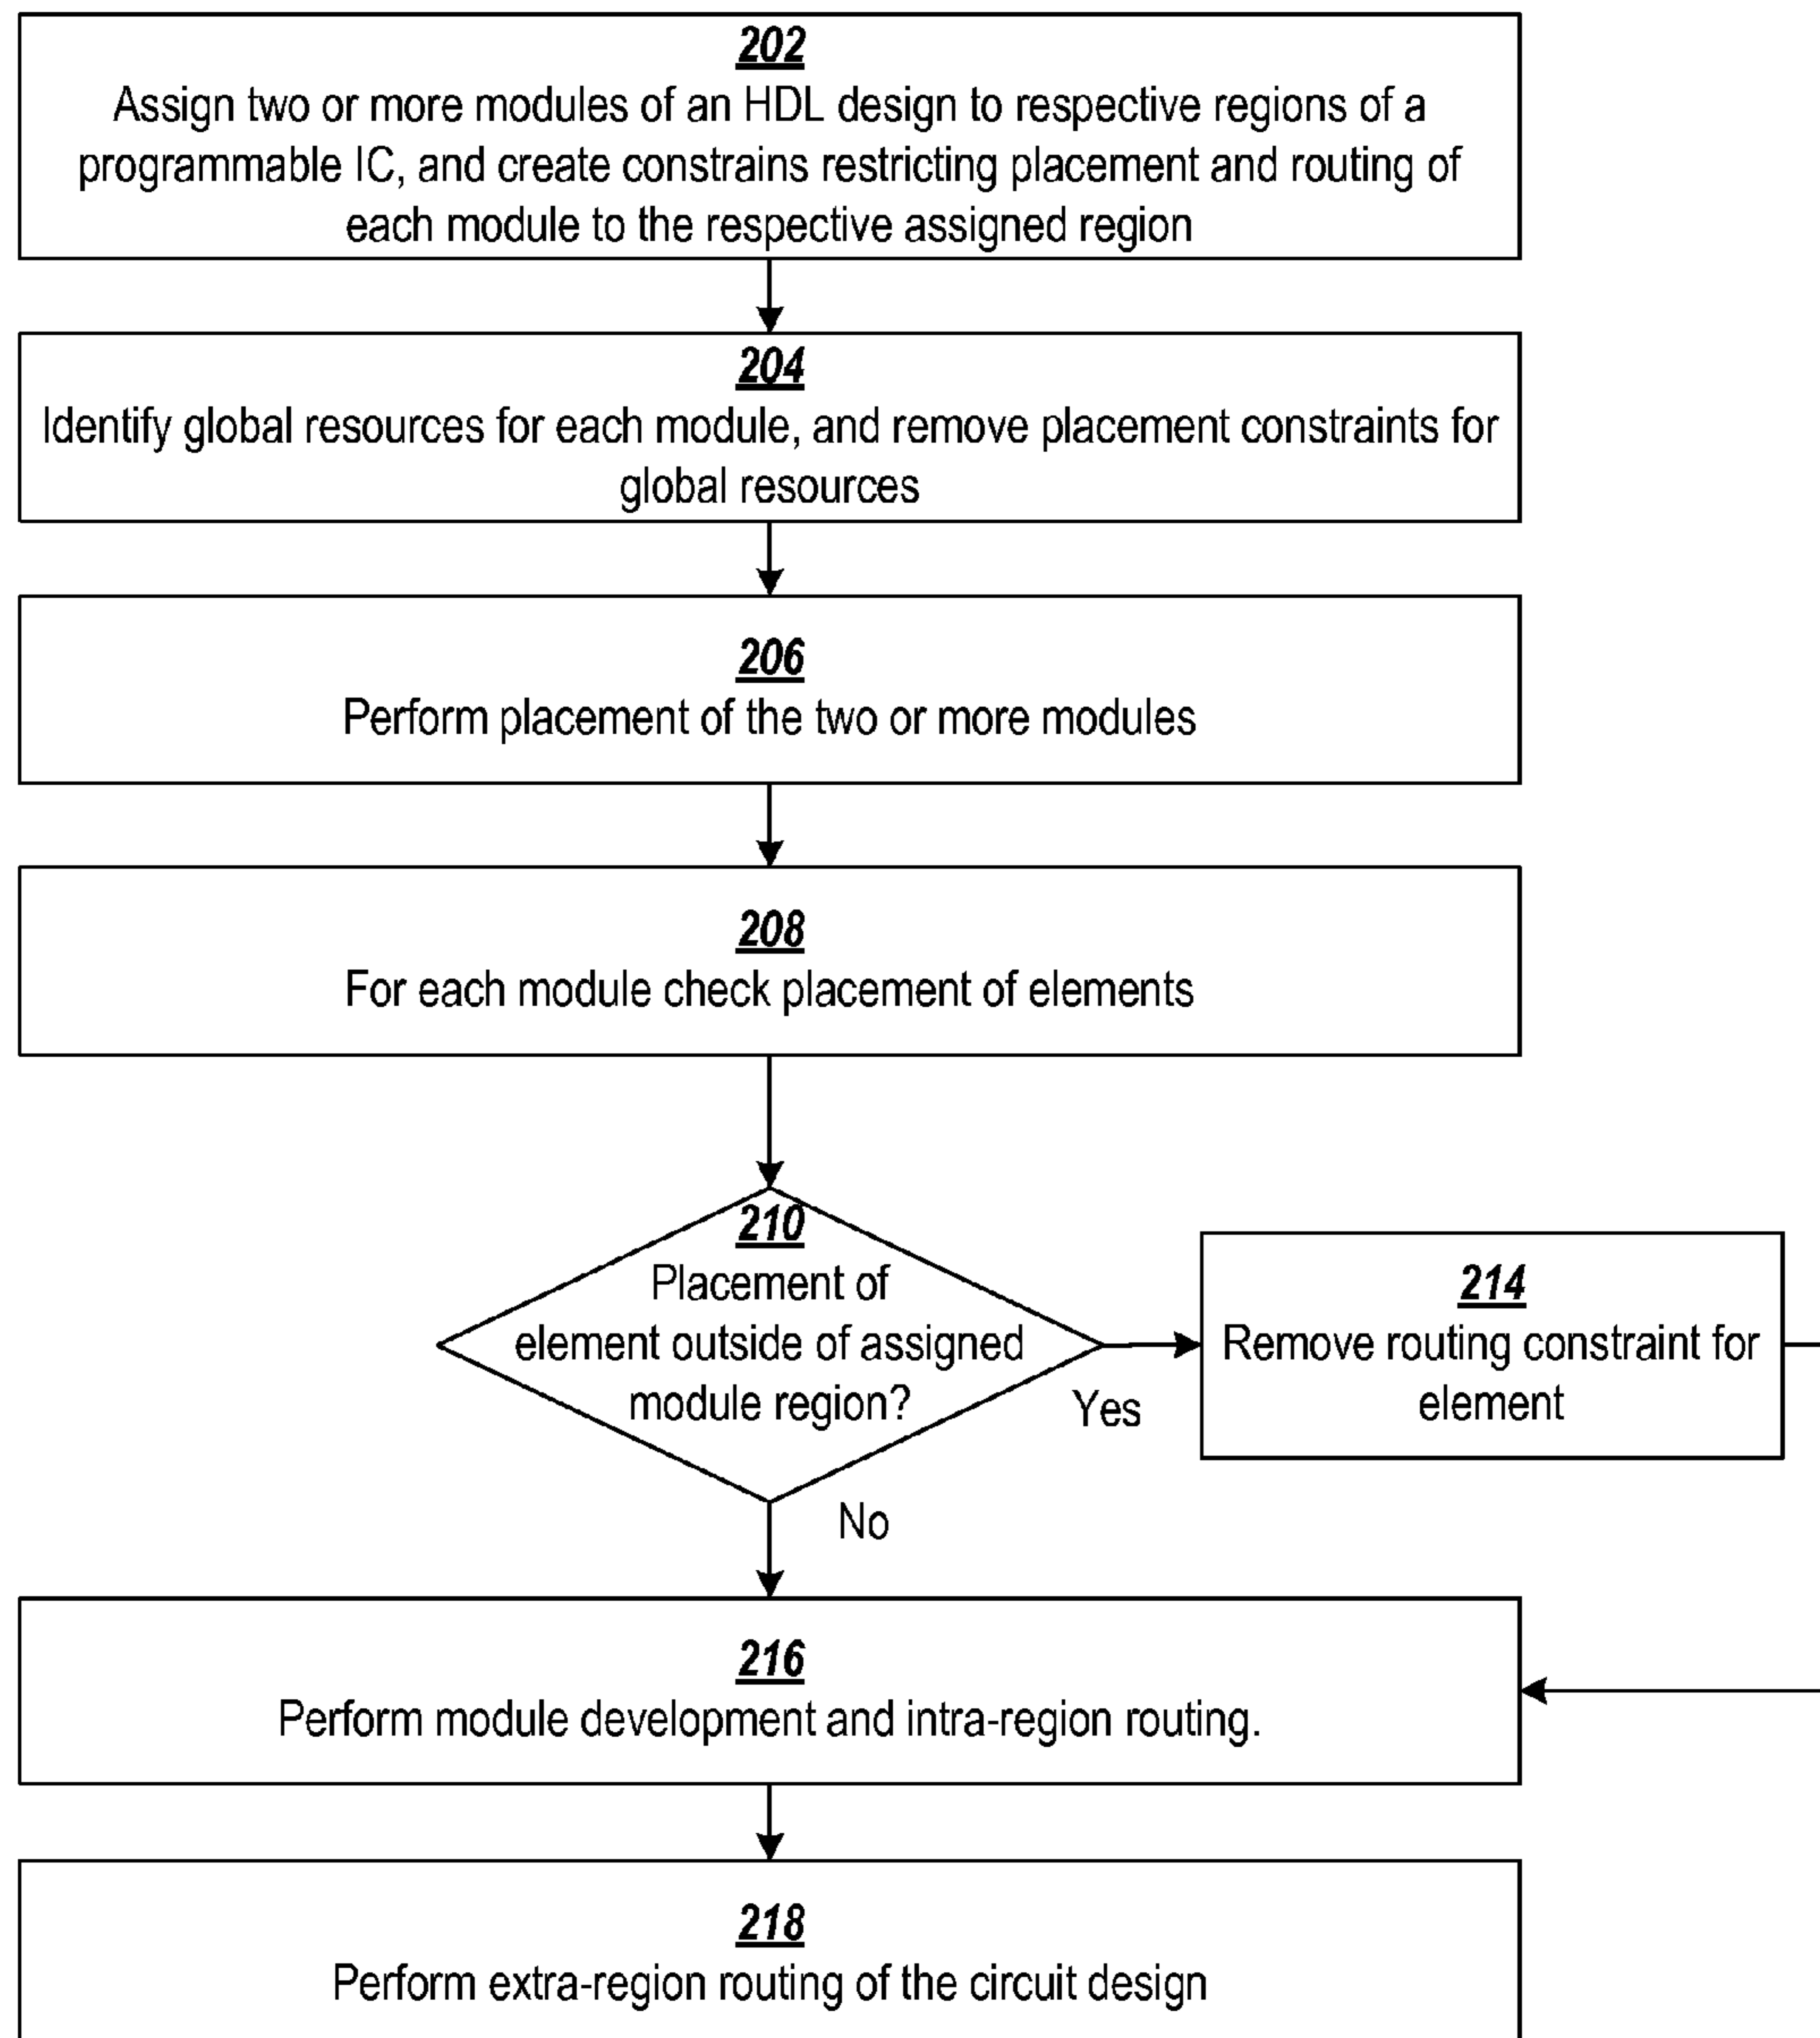 202
Assign two or more modules of an HDL design to respective regions of a
programmable IC, and create constrains restricting placement and routing of
each module to the respective assigned region
204
Identify global resources for each module, and remove placement constraints for
global resources
206
Perform placement of the two or more modules
208
For each module check placement of elements
210
Placement of
element outside of assigned
module region?
Yes
214
Remove routing constraint for
element
No
216
Perform module development and intra-region routing.
218
Perform extra-region routing of the circuit design